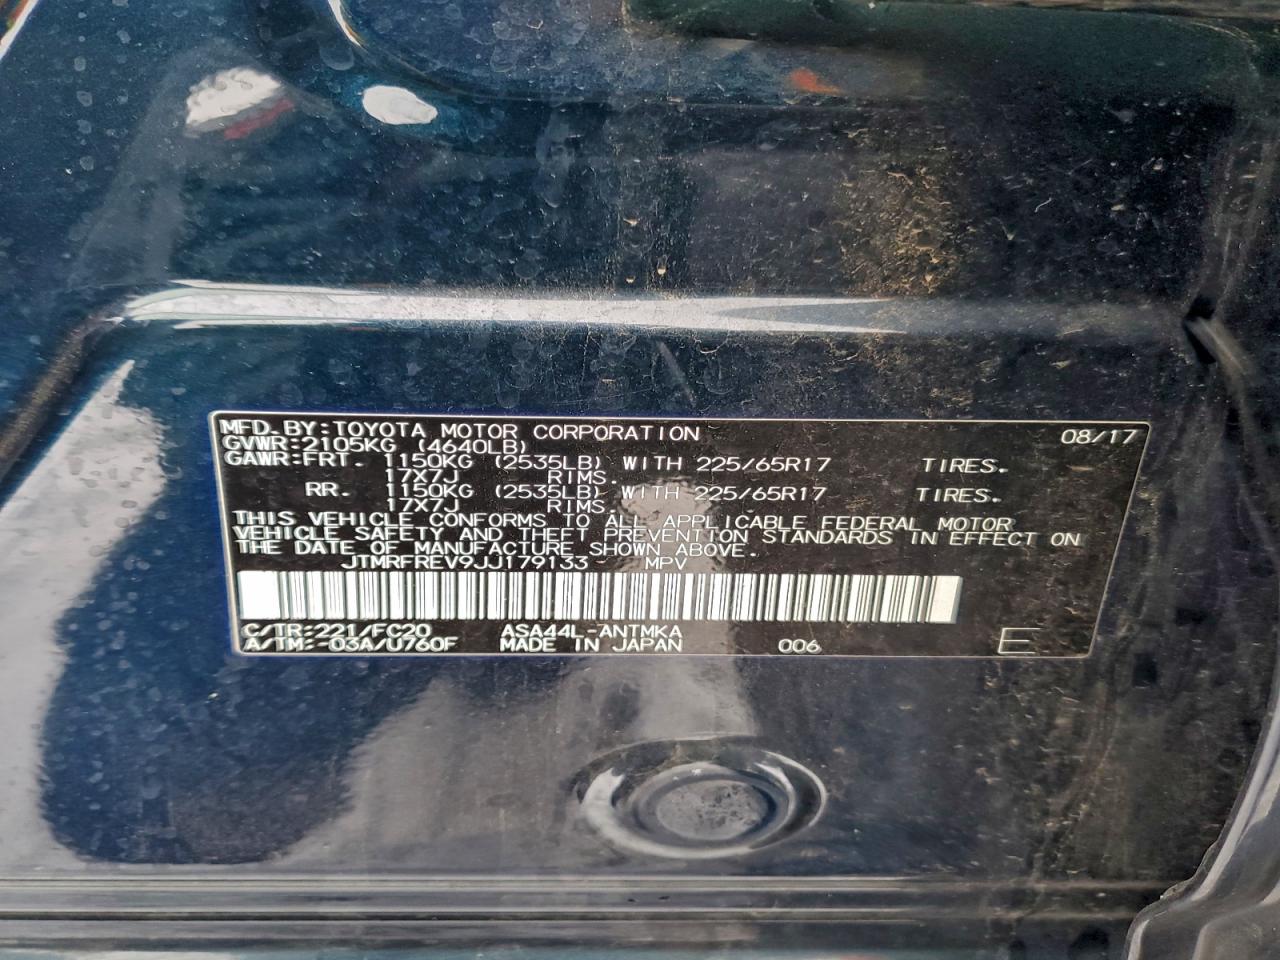 MFD.BY:TOYOTA MOTOR CORPORATION 08/17
GVWR:2105KG (4640LB)
GAWR:FRT. 1150KG (2535LB) WITH 225/65R17 TIRES.
17X7J RIMS.
RR. 1150KG (2535LB) WITH 225/65R17 TIRES.
17X7J RIMS.
THIS VEHICLE CONFORMS TO ALL APPLICABLE FEDERAL MOTOR
VEHICLE SAFETY AND THEFT PREVENTION STANDARDS IN EFFECT ON
THE DATE OF MANUFACTURE SHOWN ABOVE.
JTMRFREV9JJ179133 MPV
C/TR:221/FC20 ASA44L-ANTMKA
A/TM:-03A/U760F MADE IN JAPAN 006 E